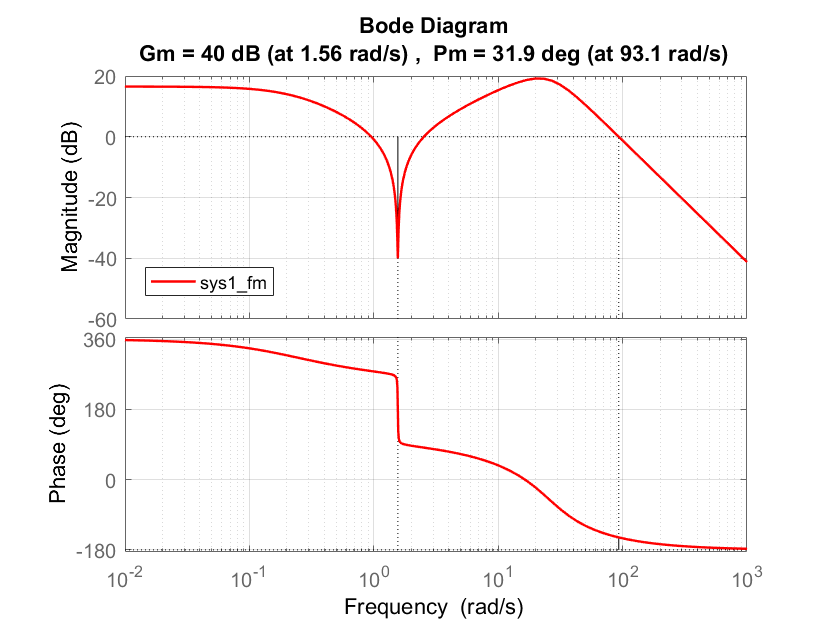 Bode Diagram
Gm = 40 dB (at 1.56 rad/s) ,  Pm = 31.9 deg (at 93.1 rad/s)
Magnitude (dB)
20
0
-20
-40
-60
sys1_fm
Phase (deg)
360
180
0
-180
10^-2 10^-1 10^0 10^1 10^2 10^3
Frequency  (rad/s)